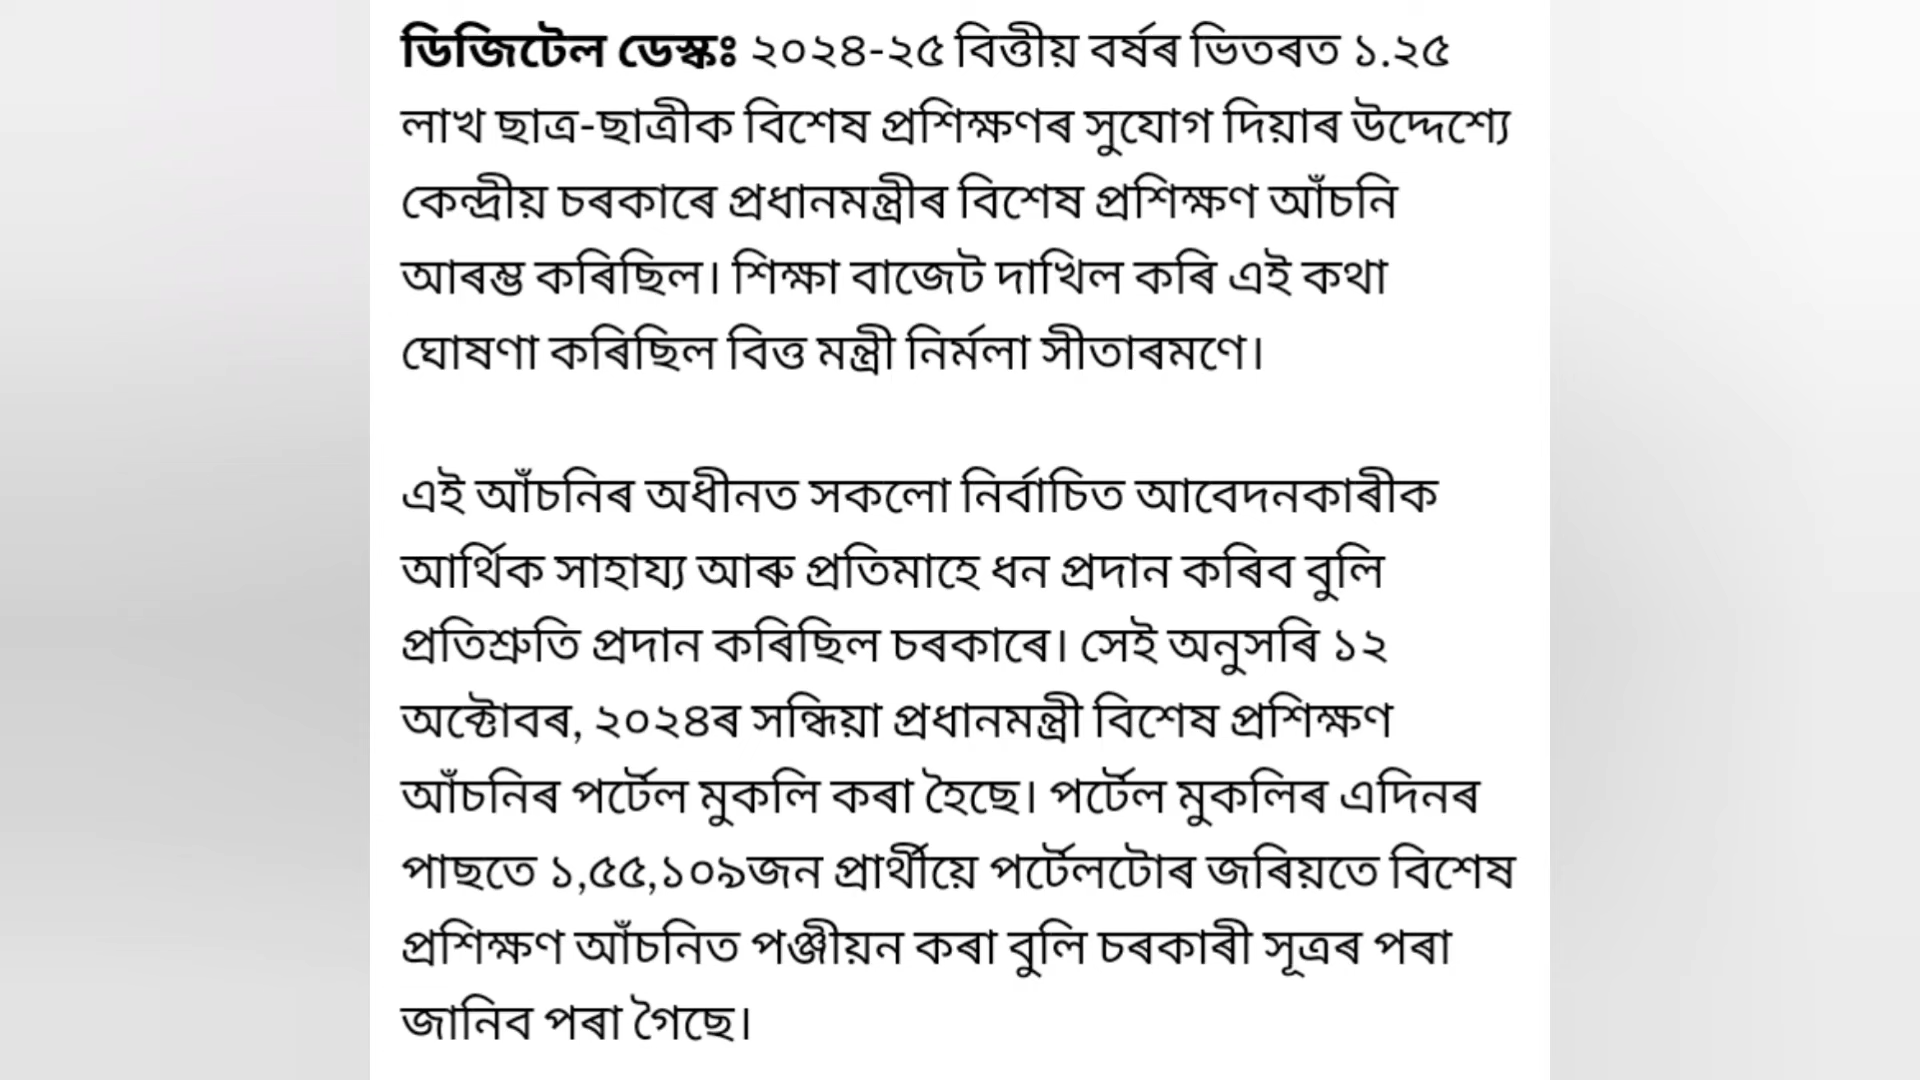 ডিজিটেল ডেস্কঃ ২০২৪-২৫ বিত্তীয় বৰ্ষৰ ভিতৰত ১.২৫
লাখ ছাত্ৰ-ছাত্ৰীক বিশেষ প্ৰশিক্ষণৰ সুযোগ দিয়াৰ উদ্দেশ্যে
কেন্দ্ৰীয় চৰকাৰে প্ৰধানমন্ত্ৰীৰ বিশেষ প্ৰশিক্ষণ আঁচনি
আৰম্ভ কৰিছিল। শিক্ষা বাজেট দাখিল কৰি এই কথা
ঘোষণা কৰিছিল বিত্ত মন্ত্ৰী নিৰ্মলা সীতাৰমণে।
এই আঁচনিৰ অধীনত সকলো নিৰ্বাচিত আবেদনকাৰীক
আৰ্থিক সাহায্য আৰু প্ৰতিমাহে ধন প্ৰদান কৰিব বুলি
প্ৰতিশ্ৰুতি প্ৰদান কৰিছিল চৰকাৰে। সেই অনুসৰি ১২
অক্টোবৰ, ২০২৪ৰ সন্ধিয়া প্ৰধানমন্ত্ৰী বিশেষ প্ৰশিক্ষণ
আঁচনিৰ পৰ্টেল মুকলি কৰা হৈছে। পৰ্টেল মুকলিৰ এদিনৰ
পাছতে ১,৫৫,১০৯জন প্ৰাৰ্থীয়ে পৰ্টেলটোৰ জৰিয়তে বিশেষ
প্ৰশিক্ষণ আঁচনিত পঞ্জীয়ন কৰা বুলি চৰকাৰী সূত্ৰৰ পৰা
জানিব পৰা গৈছে।